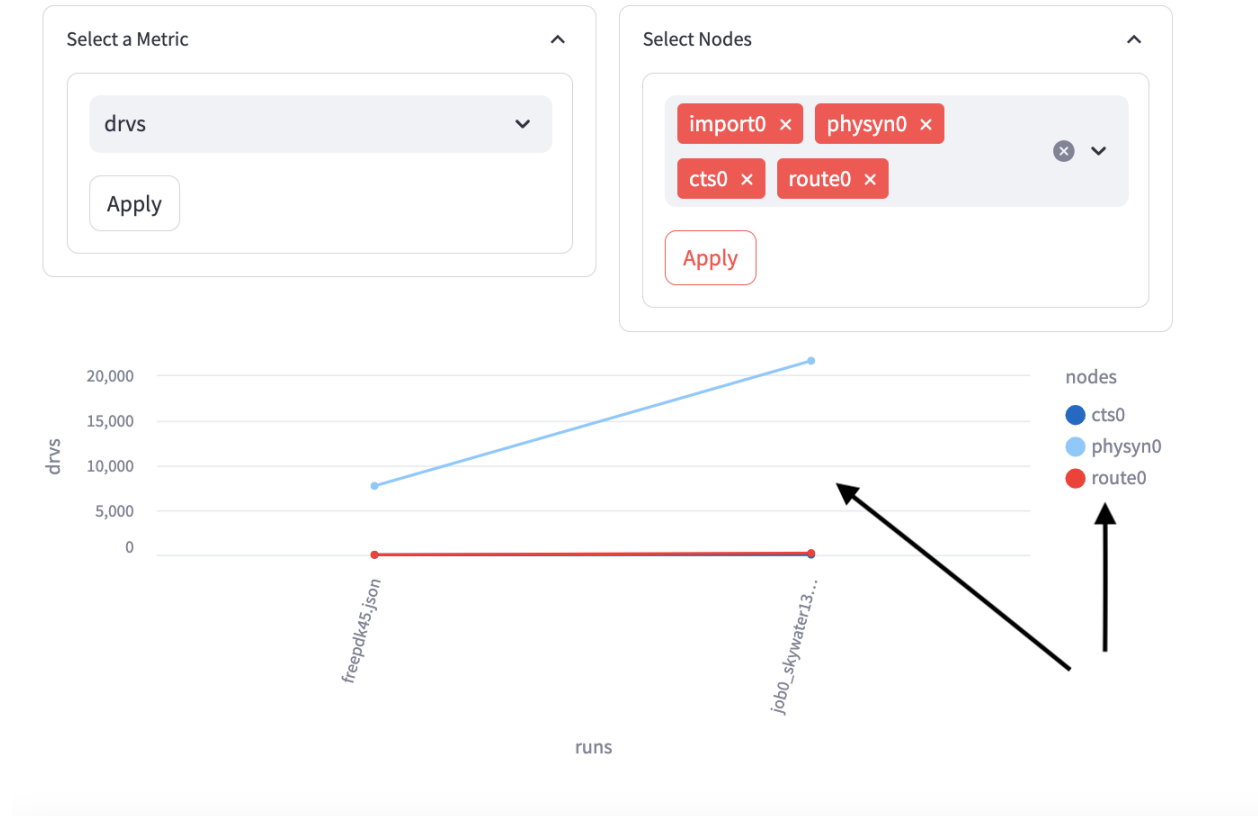 Select a Metric
drvs
Apply
Select Nodes
import0 × physyn0 ×
cts0 × route0 ×
Apply
20,000
15,000
10,000
5,000
0
drvs
freepdk45.json
job0_skywater13...
runs
nodes
cts0
physyn0
route0